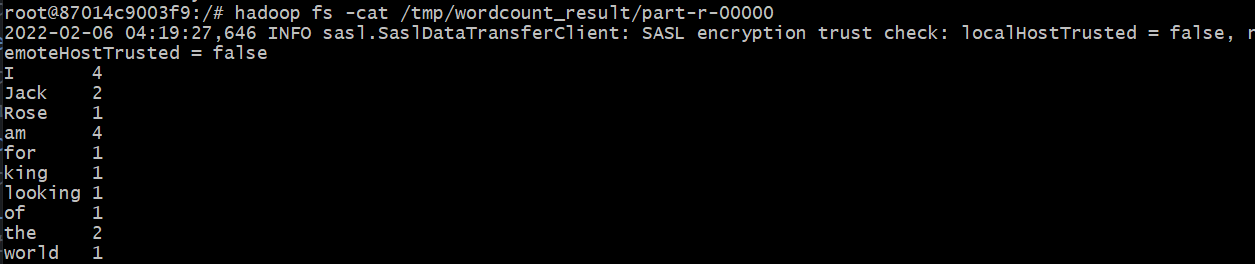 root@87014c9003f9:/# hadoop fs -cat /tmp/wordcount_result/part-r-00000
2022-02-06 04:19:27,646 INFO sasl.SaslDataTransferClient: SASL encryption trust check: localHostTrusted = false, r
emoteHostTrusted = false
I 4
Jack 2
Rose 1
am 4
for 1
king 1
looking 1
of 1
the 2
world 1